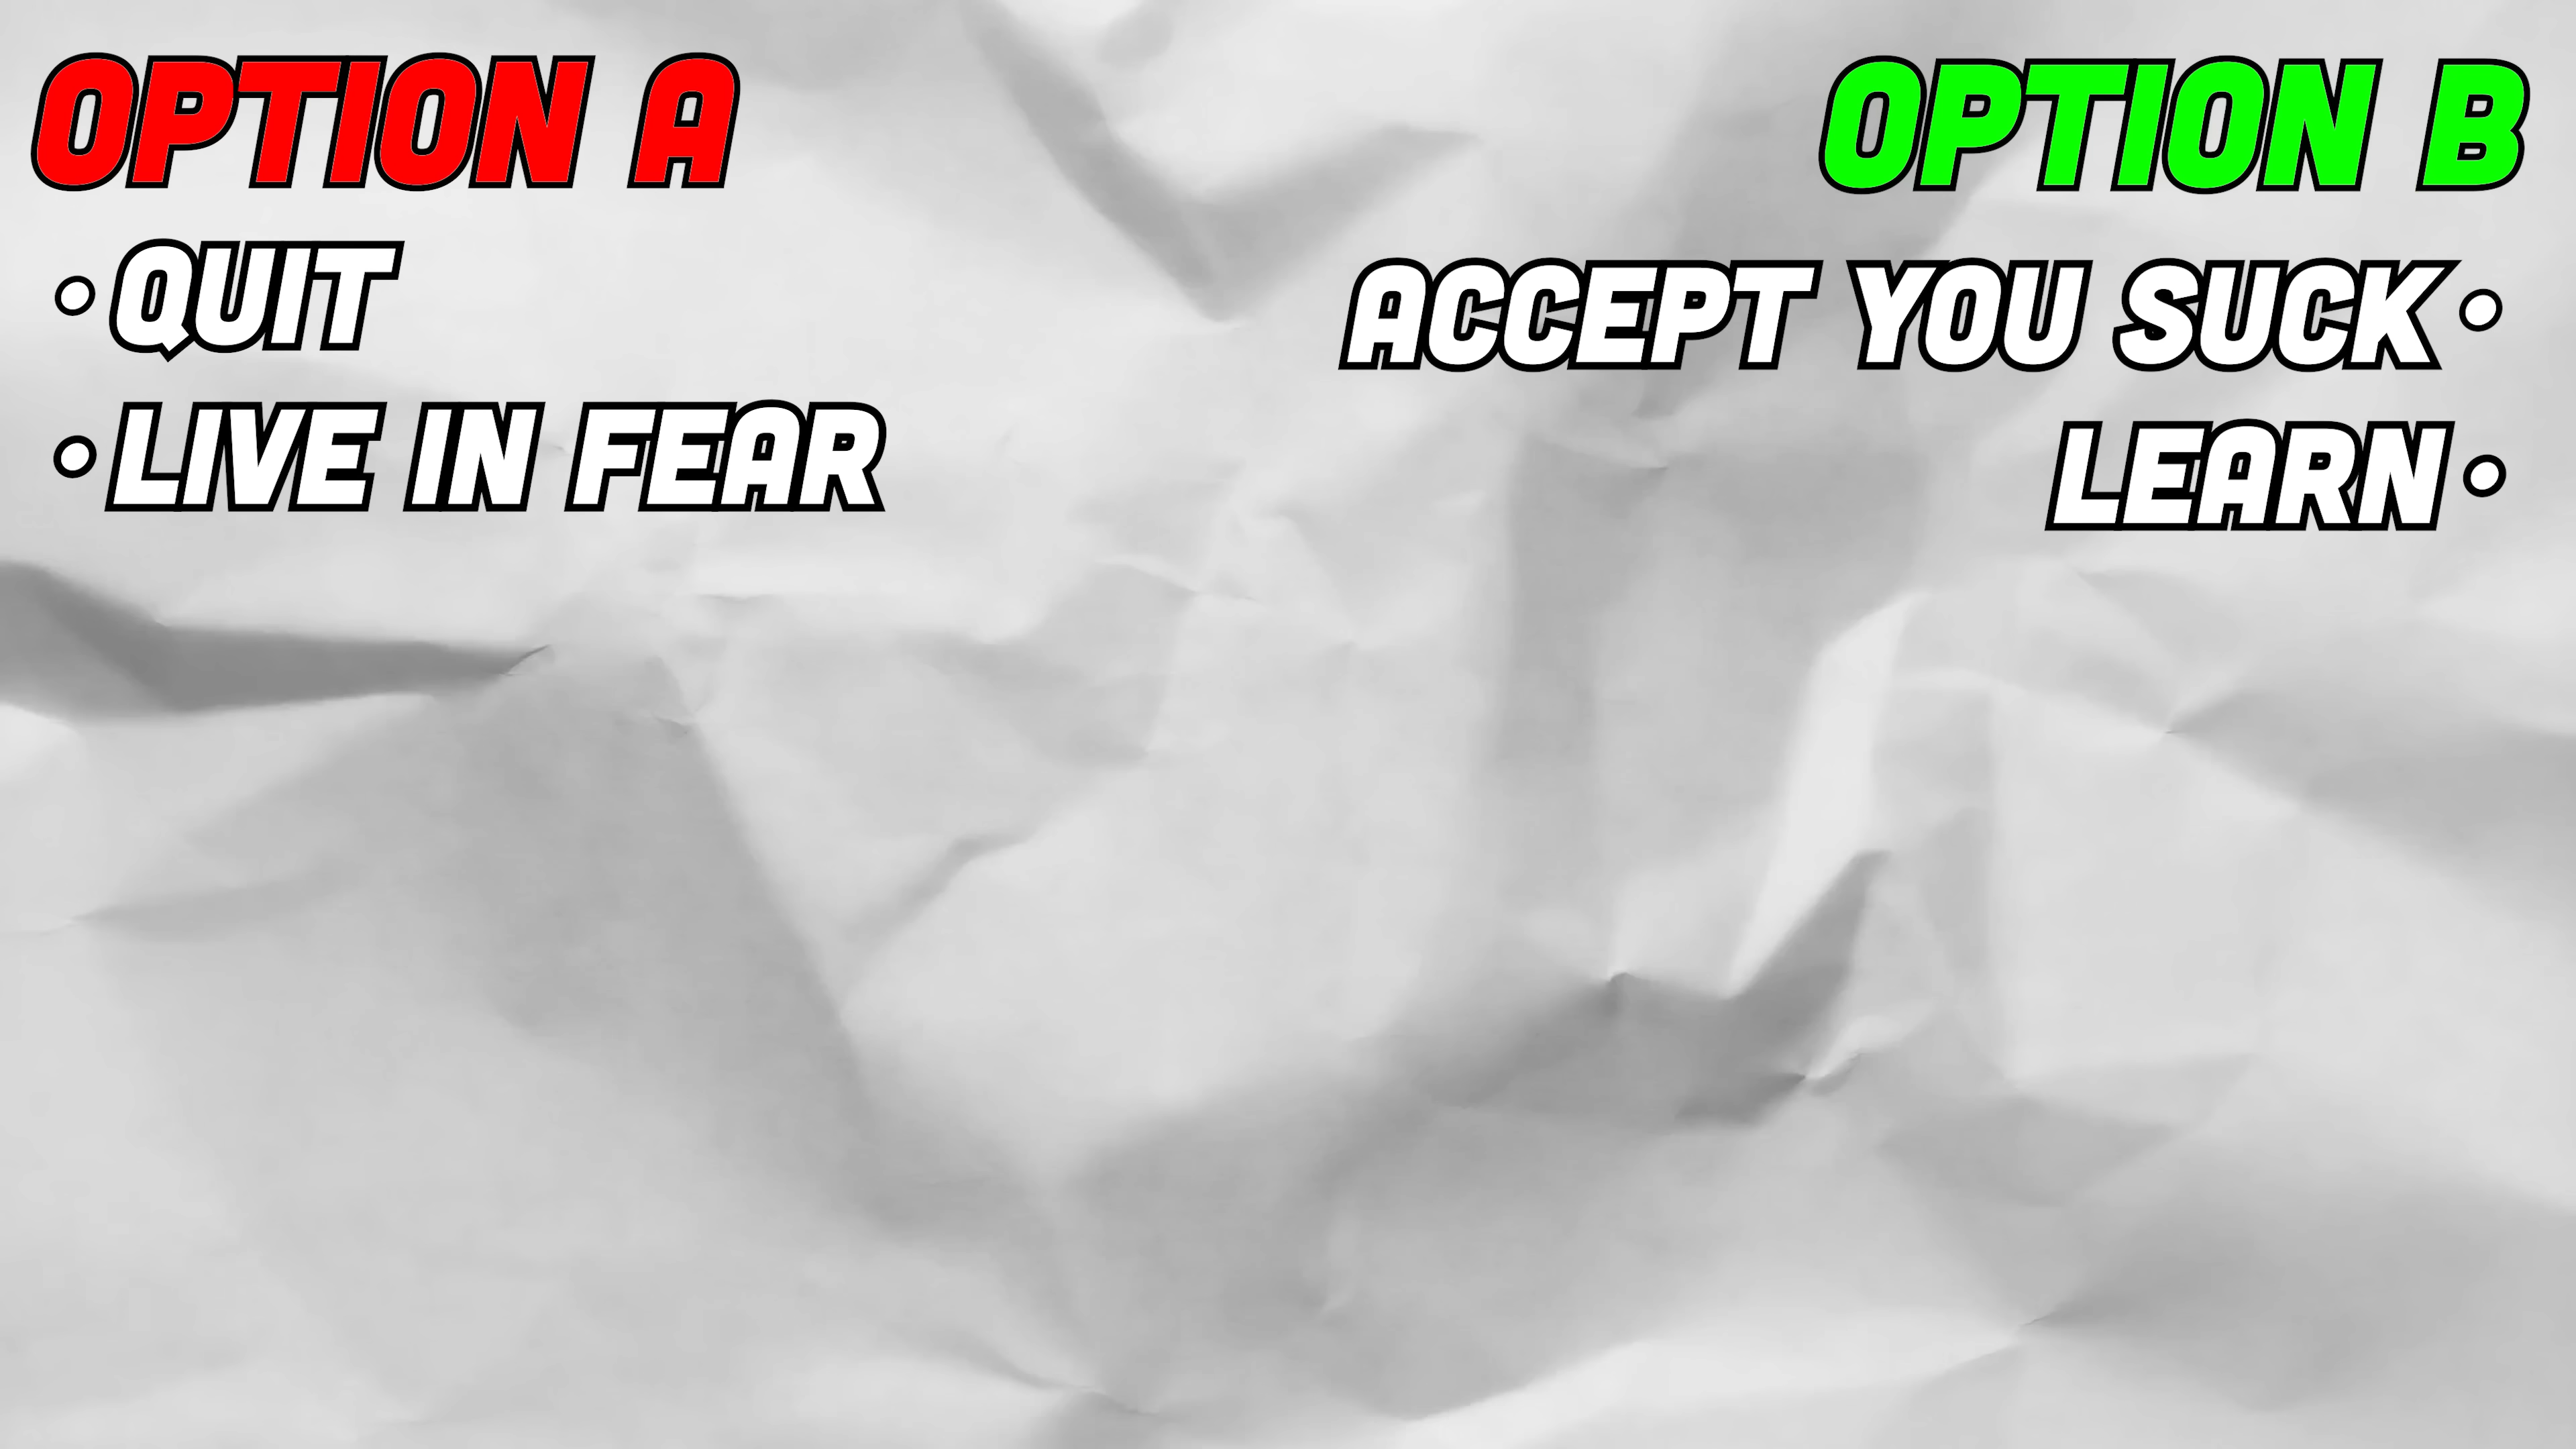 OPTION A
• QUIT
• LIVE IN FEAR
OPTION B
ACCEPT YOU SUCK •
LEARN •